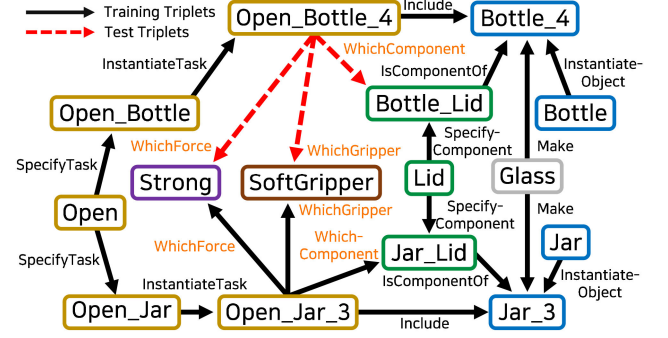 Training Triplets
Test Triplets
Open_Bottle_4
Include
Bottle_4
InstantiateTask
WhichComponent
IsComponentOf
Instantiate-
Object
Open_Bottle
Bottle_Lid
Bottle
WhichForce
WhichGripper
Specify-
Component
Make
SpecifyTask
Strong
SoftGripper
Lid
Glass
Open
WhichGripper
Specify-
Component
Make
WhichForce
Which-
Component
Jar_Lid
Jar
SpecifyTask
InstantiateTask
IsComponentOf
Instantiate-
Object
Open_Jar
Open_Jar_3
Include
Jar_3